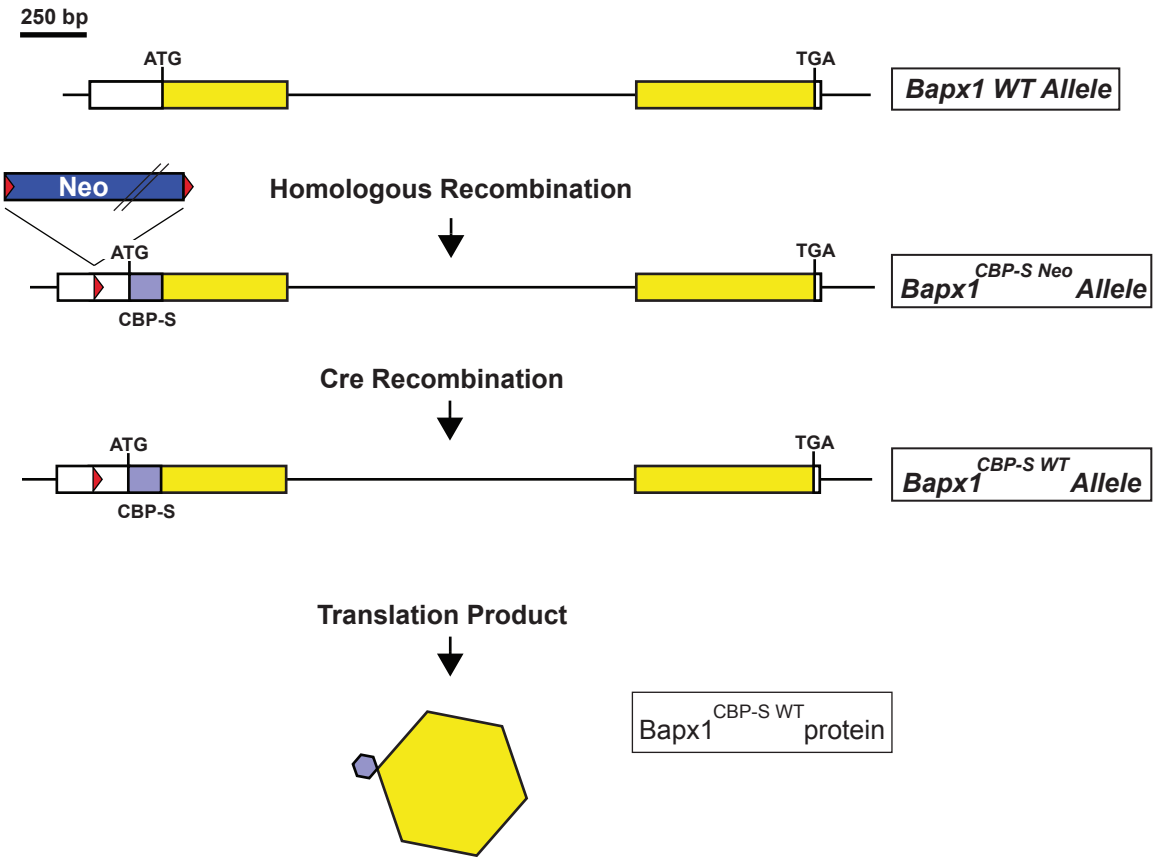 250 bp
ATG
TGA
Bapx1 WT Allele
Neo
Homologous Recombination
ATG
TGA
CBP-S
Bapx1 CBP-S Neo Allele
Cre Recombination
ATG
TGA
CBP-S
Bapx1 CBP-S WT Allele
Translation Product
Bapx1 CBP-S WT protein